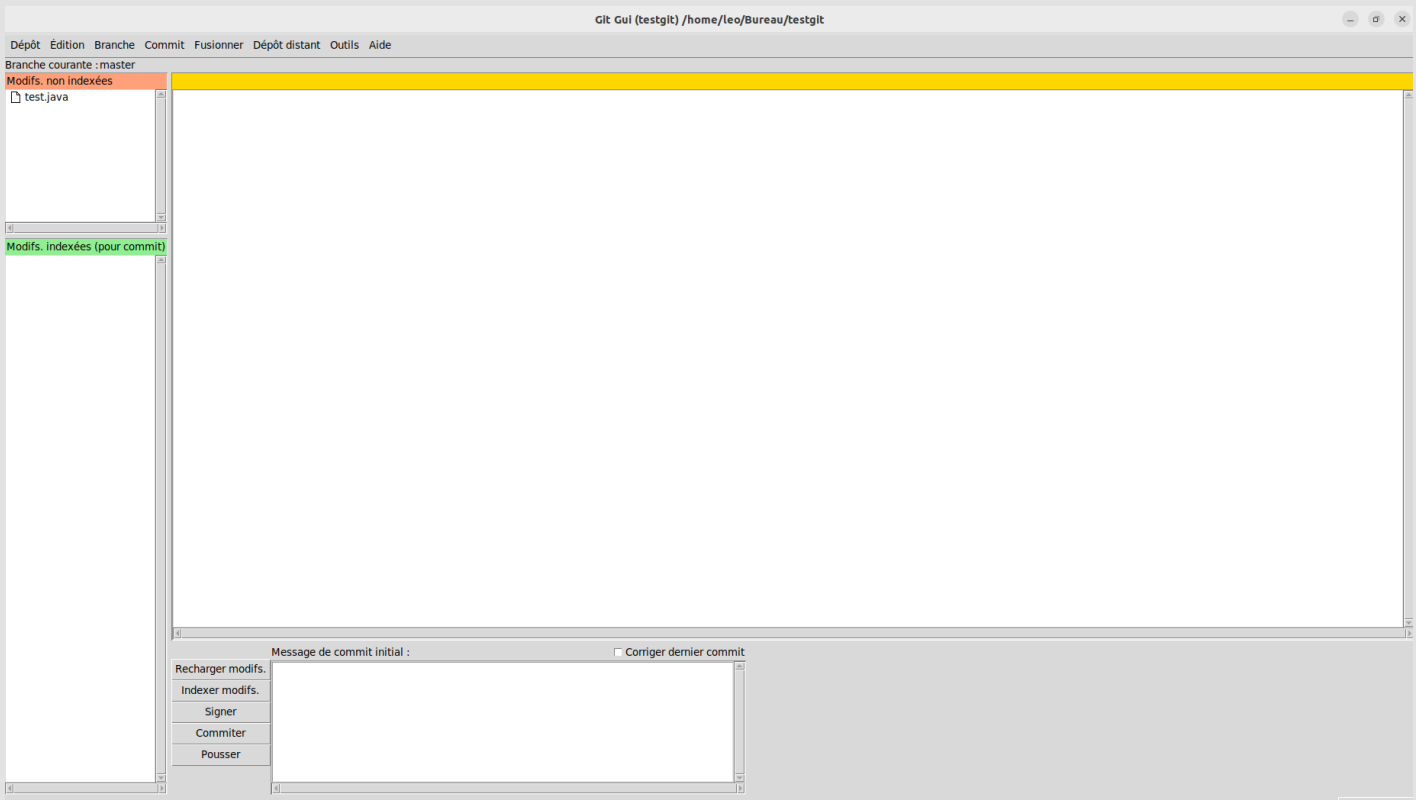 Git Gui (testgit) /home/leo/Bureau/testgit
Dépôt Édition Branche Commit Fusionner Dépôt distant Outils Aide
Branche courante : master
Modifs. non indexées
test.java
Modifs. indexées (pour commit)
Message de commit initial :
Corriger dernier commit
Recharger modifs.
Indexer modifs.
Signer
Commiter
Pousser